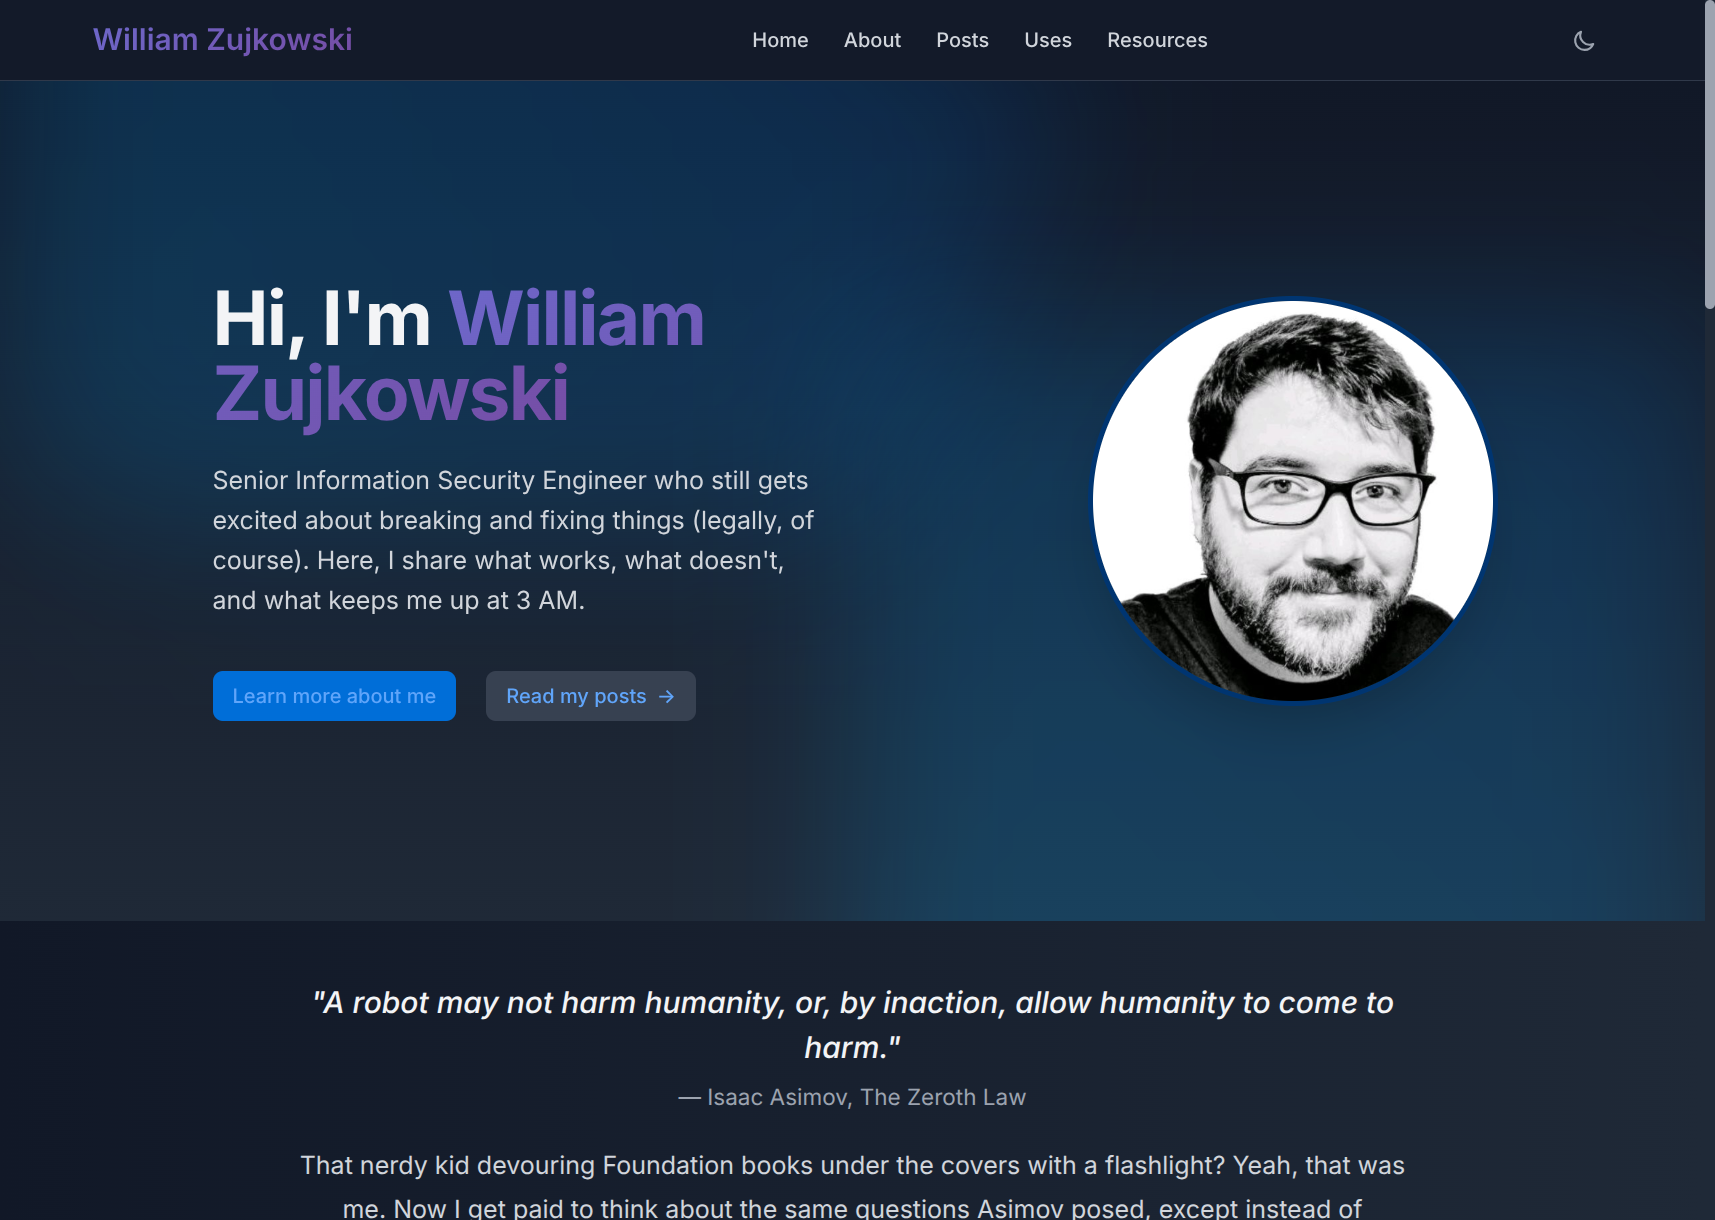 William Zujkowski
Home
About
Posts
Uses
Resources
Hi, I'm William
Zujkowski
Senior Information Security Engineer who still gets
excited about breaking and fixing things (legally, of
course). Here, I share what works, what doesn't,
and what keeps me up at 3 AM.
Learn more about me
Read my posts →
"A robot may not harm humanity, or, by inaction, allow humanity to come to
harm."
— Isaac Asimov, The Zeroth Law
That nerdy kid devouring Foundation books under the covers with a flashlight? Yeah, that was
me. Now I get paid to think about the same questions Asimov posed, except instead of